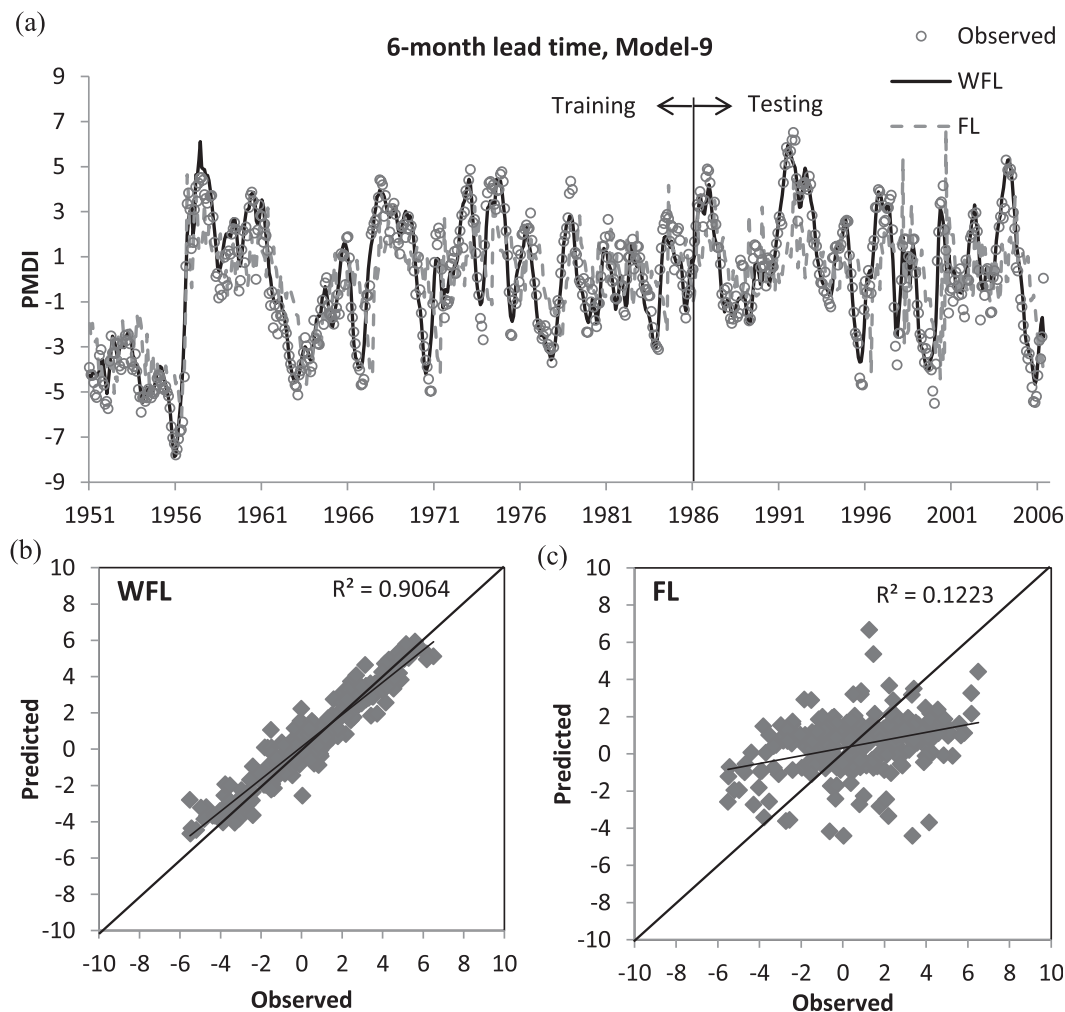 (a)
6-month lead time, Model-9
Observed
WFL
FL
Training
Testing
PMDI
9
7
5
3
1
-1
-3
-5
-7
-9
1951 1956 1961 1966 1971 1976 1981 1986 1991 1996 2001 2006
(b)
WFL
R² = 0.9064
Predicted
10
8
6
4
2
0
-2
-4
-6
-8
-10
-10 -8 -6 -4 -2 0 2 4 6 8 10
Observed
(c)
FL
R² = 0.1223
Predicted
10
8
6
4
2
0
-2
-4
-6
-8
-10
-10 -8 -6 -4 -2 0 2 4 6 8 10
Observed